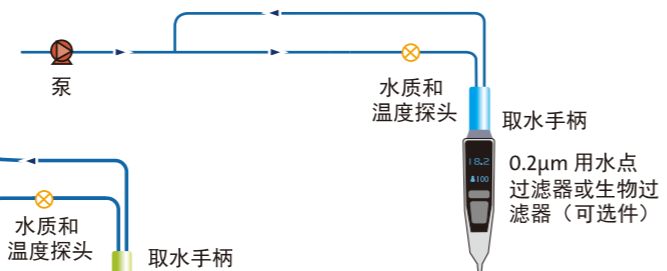 泵
水质和
温度探头
取水手柄
18.2
100
0.2μm 用水点
过滤器或生物过
滤器（可选件）
水质和
温度探头
取水手柄